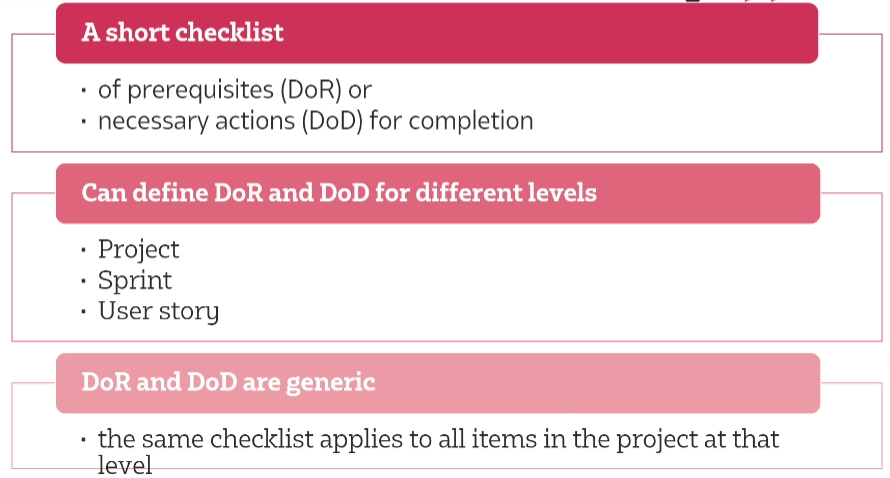 A short checklist
· of prerequisites (DoR) or
· necessary actions (DoD) for completion
Can define DoR and DoD for different levels
· Project
· Sprint
· User story
DoR and DoD are generic
· the same checklist applies to all items in the project at that
level